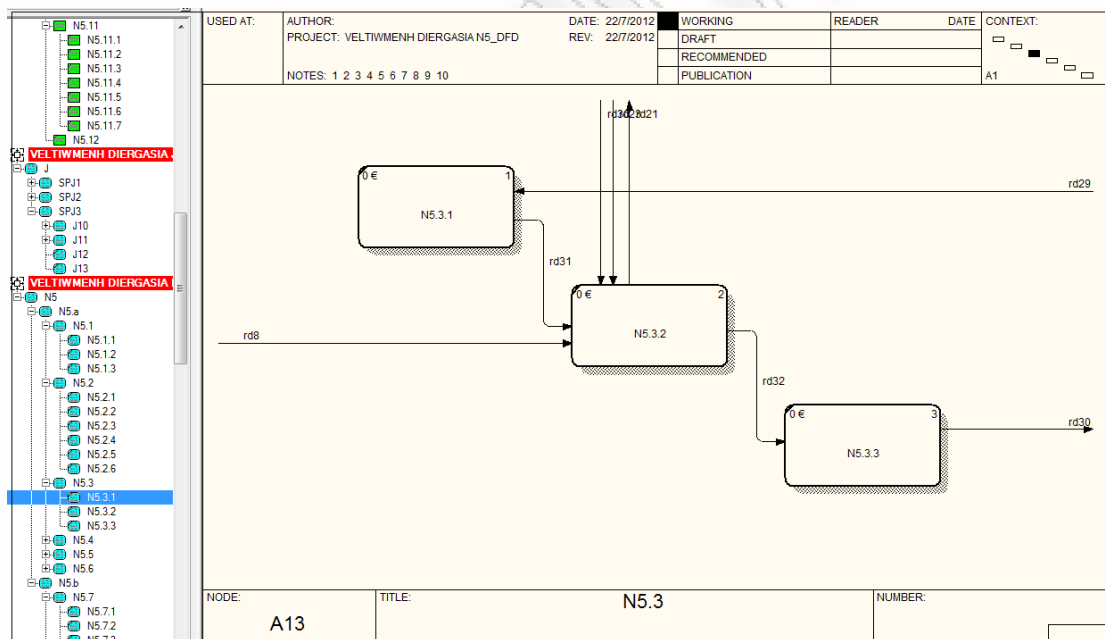 N5.11
N5.11.1
N5.11.2
N5.11.3
N5.11.4
N5.11.5
N5.11.6
N5.11.7
N5.12
VELTIWMENH DIERGASIA
J
SPJ1
SPJ2
SPJ3
J10
J11
J12
J13
VELTIWMENH DIERGASIA
N5
N5.a
N5.1
N5.1.1
N5.1.2
N5.1.3
N5.2
N5.2.1
N5.2.2
N5.2.3
N5.2.4
N5.2.5
N5.2.6
N5.3
N5.3.1
N5.3.2
N5.3.3
N5.4
N5.5
N5.6
N5.b
N5.7
N5.7.1
N5.7.2
USED AT:
AUTHOR:
DATE: 22/7/2012
PROJECT: VELTIWMENH DIERGASIA N5_DFD
REV: 22/7/2012
NOTES: 1 2 3 4 5 6 7 8 9 10
WORKING
DRAFT
RECOMMENDED
PUBLICATION
READER
DATE
CONTEXT:
A1
rd21
0 €
1
N5.3.1
rd29
rd31
0 €
2
N5.3.2
rd8
rd32
0 €
3
N5.3.3
rd30
NODE:
A13
TITLE:
N5.3
NUMBER: